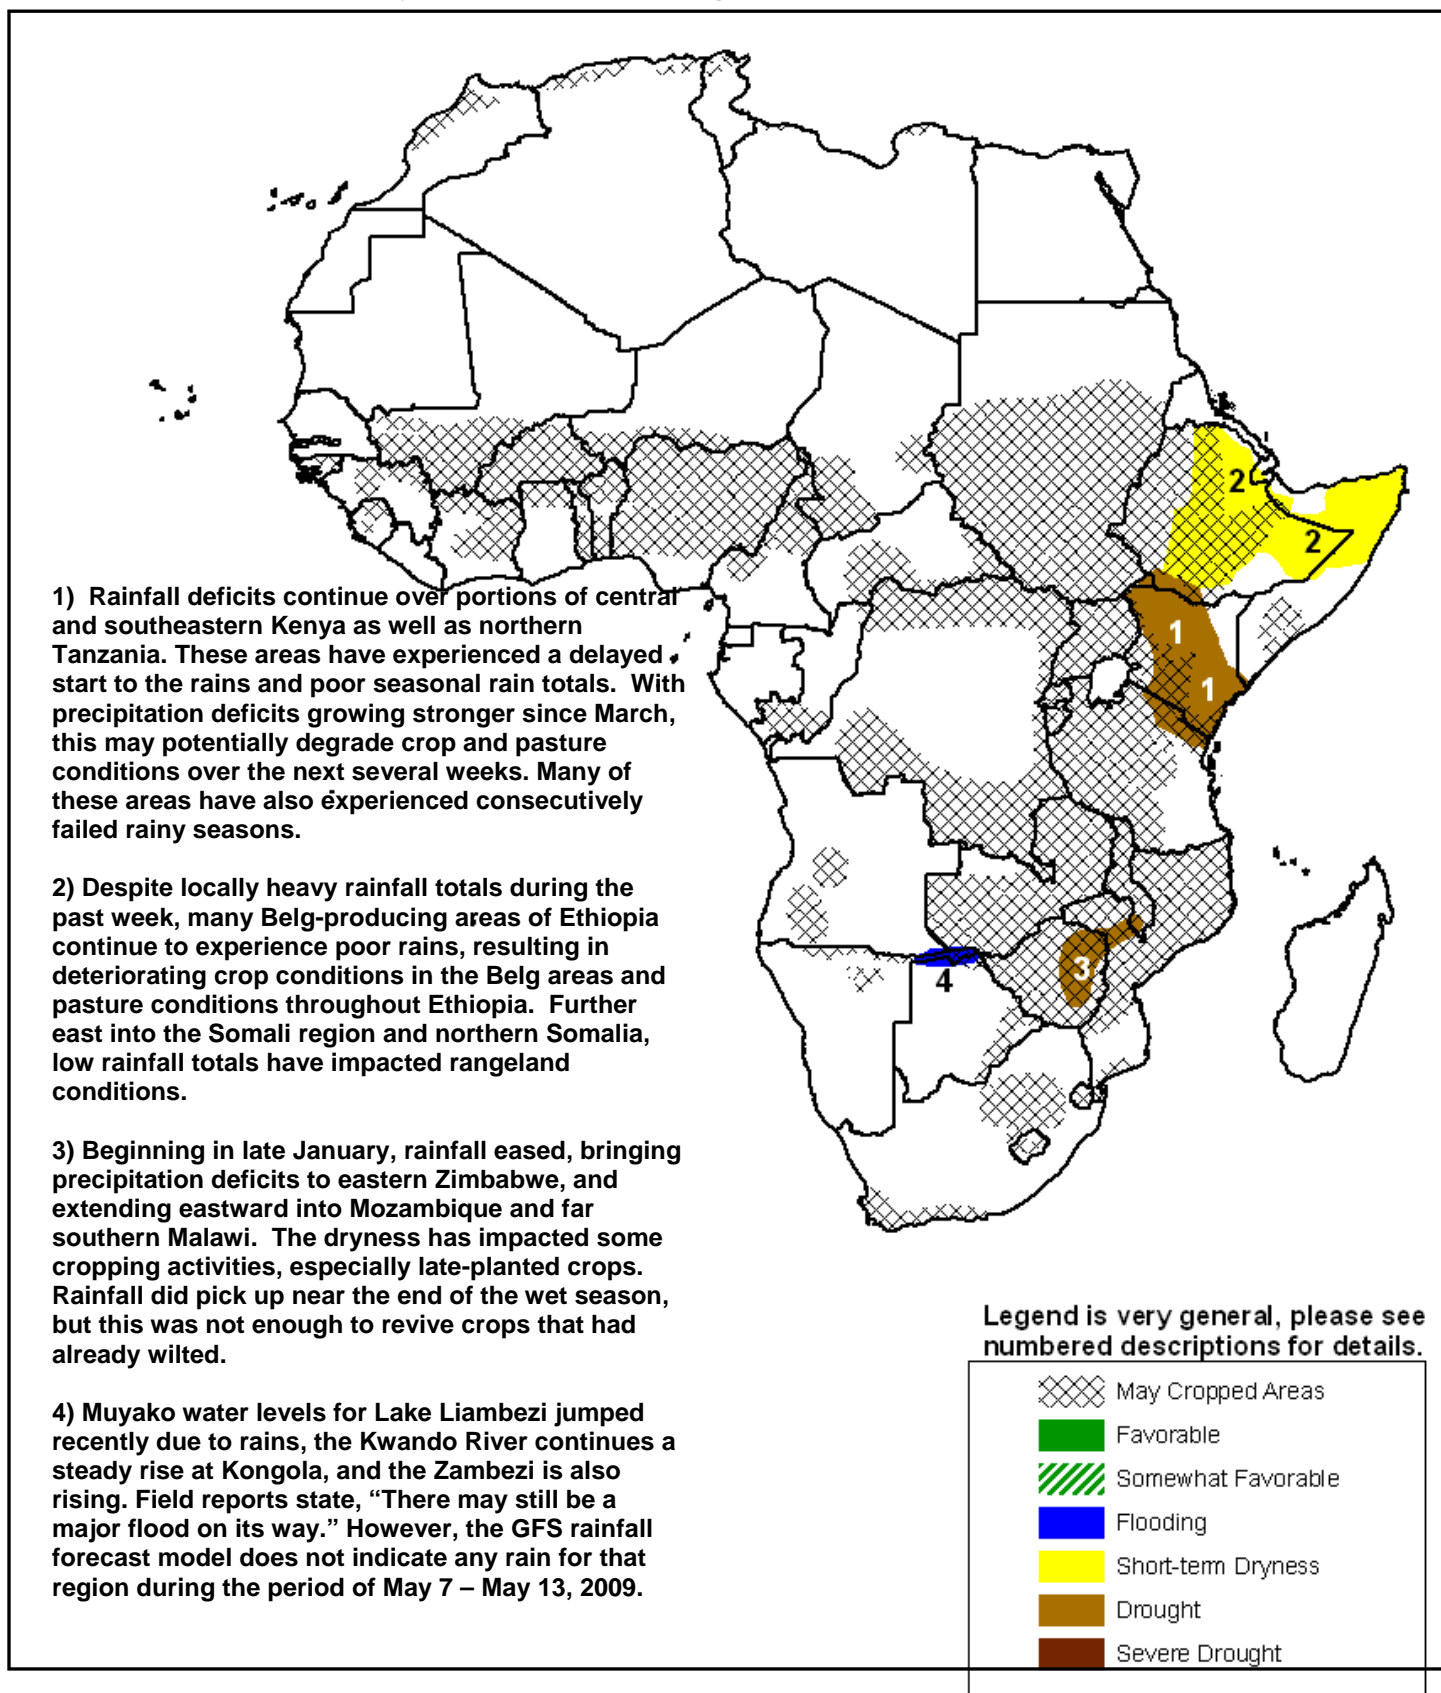 1) Rainfall deficits continue over portions of central
and southeastern Kenya as well as northern
Tanzania. These areas have experienced a delayed
start to the rains and poor seasonal rain totals. With
precipitation deficits growing stronger since March,
this may potentially degrade crop and pasture
conditions over the next several weeks. Many of
these areas have also experienced consecutively
failed rainy seasons.
2) Despite locally heavy rainfall totals during the
past week, many Belg-producing areas of Ethiopia
continue to experience poor rains, resulting in
deteriorating crop conditions in the Belg areas and
pasture conditions throughout Ethiopia. Further
east into the Somali region and northern Somalia,
low rainfall totals have impacted rangeland
conditions.
3) Beginning in late January, rainfall eased, bringing
precipitation deficits to eastern Zimbabwe, and
extending eastward into Mozambique and far
southern Malawi. The dryness has impacted some
cropping activities, especially late-planted crops.
Rainfall did pick up near the end of the wet season,
but this was not enough to revive crops that had
already wilted.
4) Muyako water levels for Lake Liambezi jumped
recently due to rains, the Kwando River continues a
steady rise at Kongola, and the Zambezi is also
rising. Field reports state, “There may still be a
major flood on its way.” However, the GFS rainfall
forecast model does not indicate any rain for that
region during the period of May 7 – May 13, 2009.
2
2
1
1
3
4
Legend is very general, please see
numbered descriptions for details.
May Cropped Areas
Favorable
Somewhat Favorable
Flooding
Short-term Dryness
Drought
Severe Drought